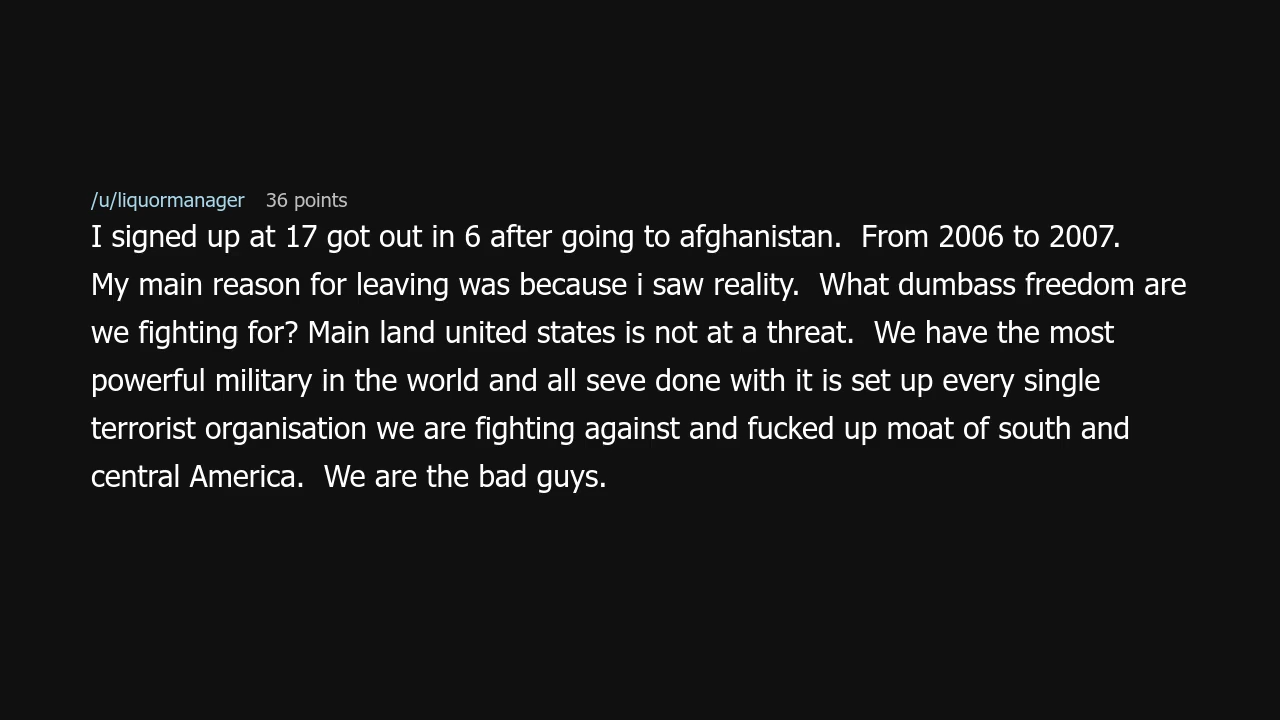 /u/liquormanager 36 points
I signed up at 17 got out in 6 after going to afghanistan.  From 2006 to 2007.
My main reason for leaving was because i saw reality.  What dumbass freedom are
we fighting for? Main land united states is not at a threat.  We have the most
powerful military in the world and all seve done with it is set up every single
terrorist organisation we are fighting against and fucked up moat of south and
central America.  We are the bad guys.